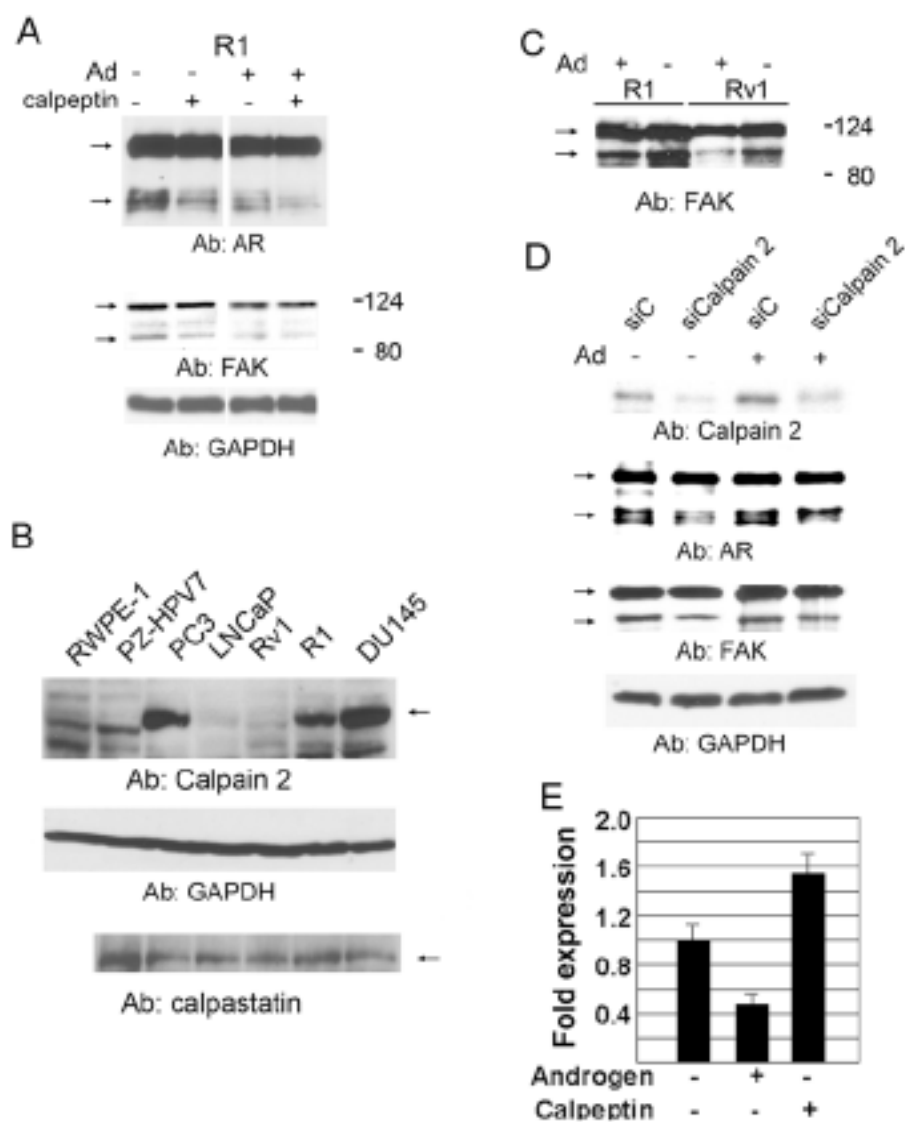 A
R1
Ad - - + +
calpeptin - + - +
Ab: AR
-124
80
Ab: FAK
Ab: GAPDH
B
RWPE-1 PZ-HPV7 PC3 LNCaP Rv1 R1 DU145
Ab: Calpain 2
Ab: GAPDH
Ab: calpastatin
C
Ad + - + -
R1 Rv1
-124
- 80
Ab: FAK
D
siC siCalpain 2 siC siCalpain 2
Ad - - + +
Ab: Calpain 2
Ab: AR
Ab: FAK
Ab: GAPDH
E
Fold expression
2.0
1.6
1.2
0.8
0.4
Androgen - + -
Calpeptin - - +